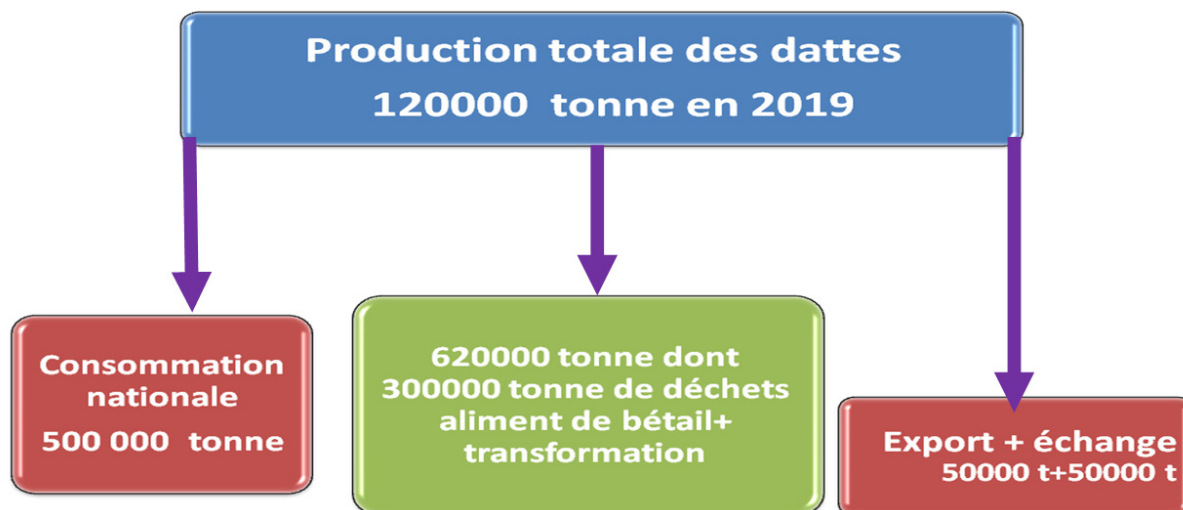 Production totale des dattes
120000 tonne en 2019
Consommation
nationale
500 000 tonne
620000 tonne dont
300000 tonne de déchets
aliment de bétail+
transformation
Export + échange
50000 t+50000 t